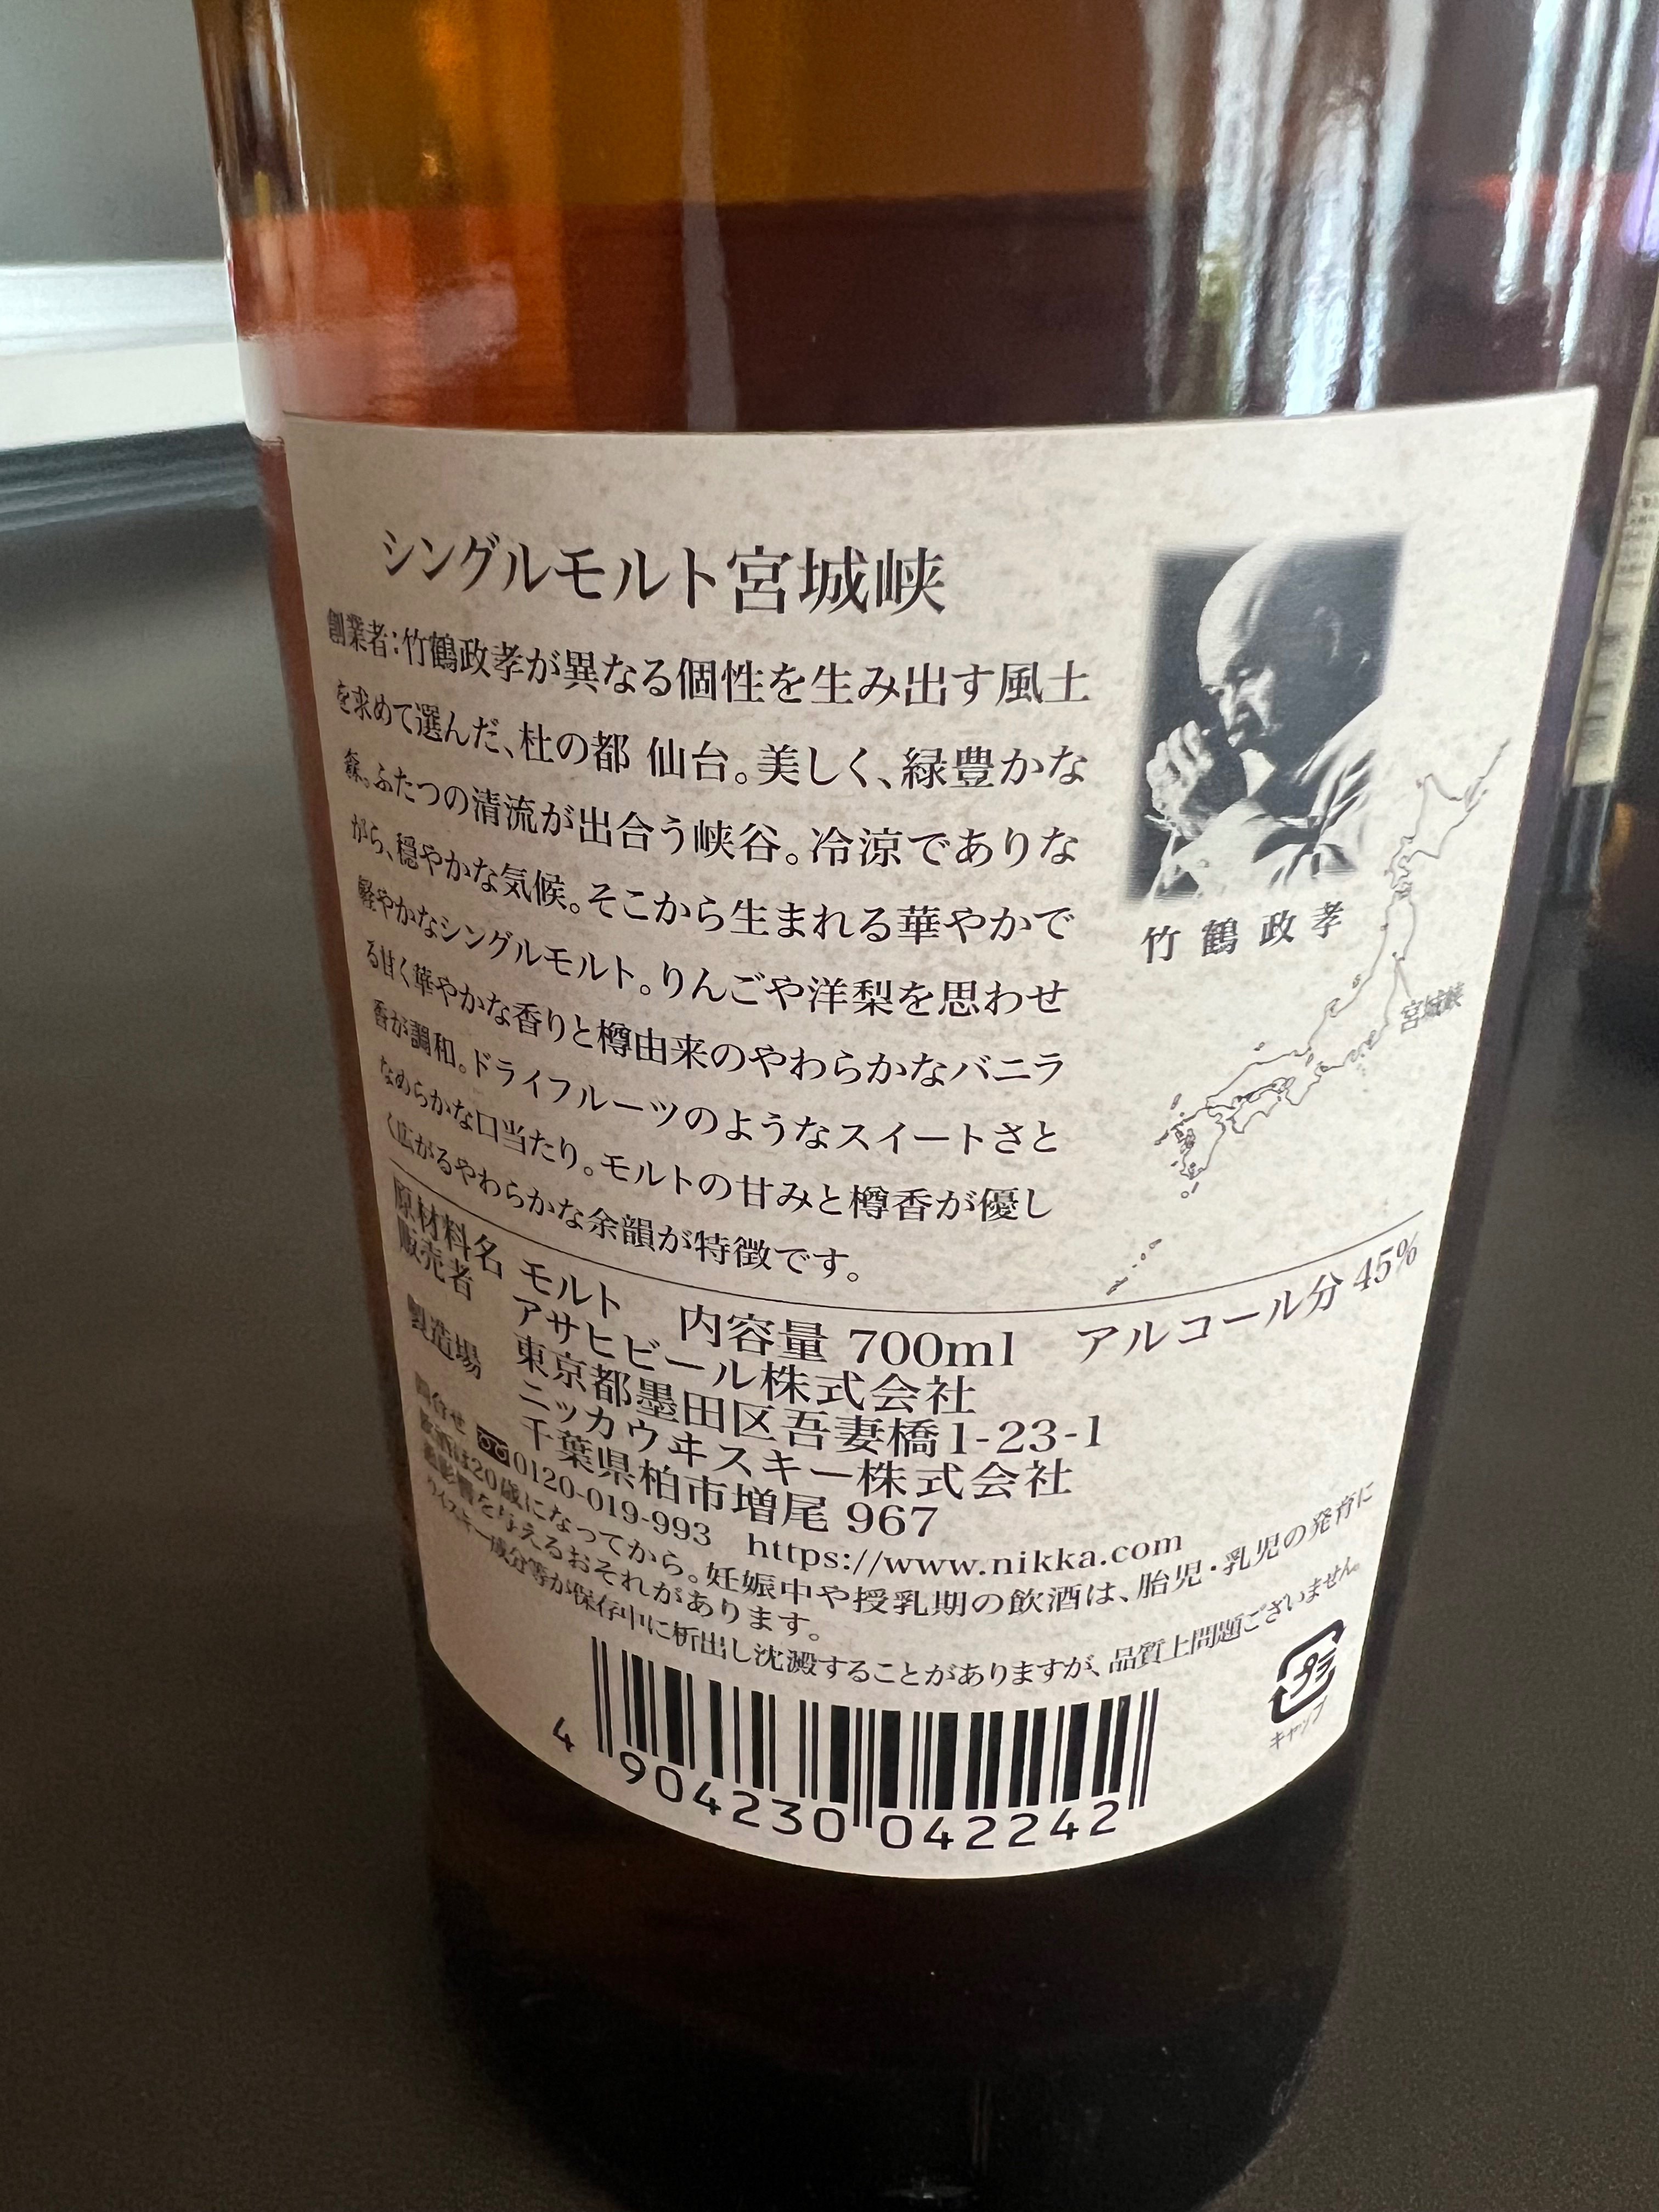 シングルモルト宮城峡
創業者:竹鶴政孝が異なる個性を生み出す風土
を求めて選んだ、杜の都 仙台。美しく、緑豊かな
森。ふたつの清流が出合う峡谷。冷涼でありな
がら、穏やかな気候。そこから生まれる華やかで
軽やかなシングルモルト。りんごや洋梨を思わせ
る甘く華やかな香りと樽由来のやわらかなバニラ
香が調和。ドライフルーツのようなスイートさと
なめらかな口当たり。モルトの甘みと樽香が優し
く広がるやわらかな余韻が特徴です。
竹鶴政孝
宮城峡
原材料名 モルト 内容量 700ml アルコール分 45%
販売者 アサヒビール株式会社
東京都墨田区吾妻橋1-23-1
製造場 ニッカウヰスキー株式会社
千葉県柏市増尾 967
問合せ 0120-019-993 https://www.nikka.com
飲酒は20歳になってから。妊娠中や授乳期の飲酒は、胎児・乳児の発育に
悪影響を与えるおそれがあります。
ウイスキー成分等が保存中に析出し沈澱することがありますが、品質上問題ございません。
プラ
キャップ
4 904230 042242